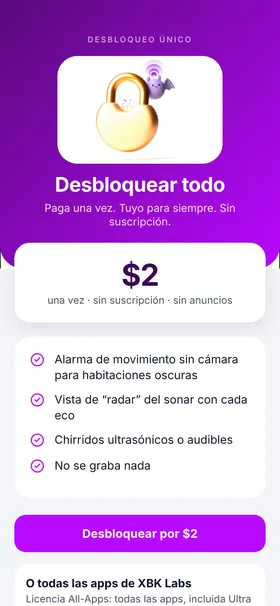 DESBLOQUEO ÚNICO
Desbloquear todo
Paga una vez. Tuyo para siempre. Sin
suscripción.
$2
una vez · sin suscripción · sin anuncios
Alarma de movimiento sin cámara
para habitaciones oscuras
Vista de “radar” del sonar con cada
eco
Chirridos ultrasónicos o audibles
No se graba nada
Desbloquear por $2
O todas las apps de XBK Labs
Licencia All-Apps: todas las apps, incluida Ultra